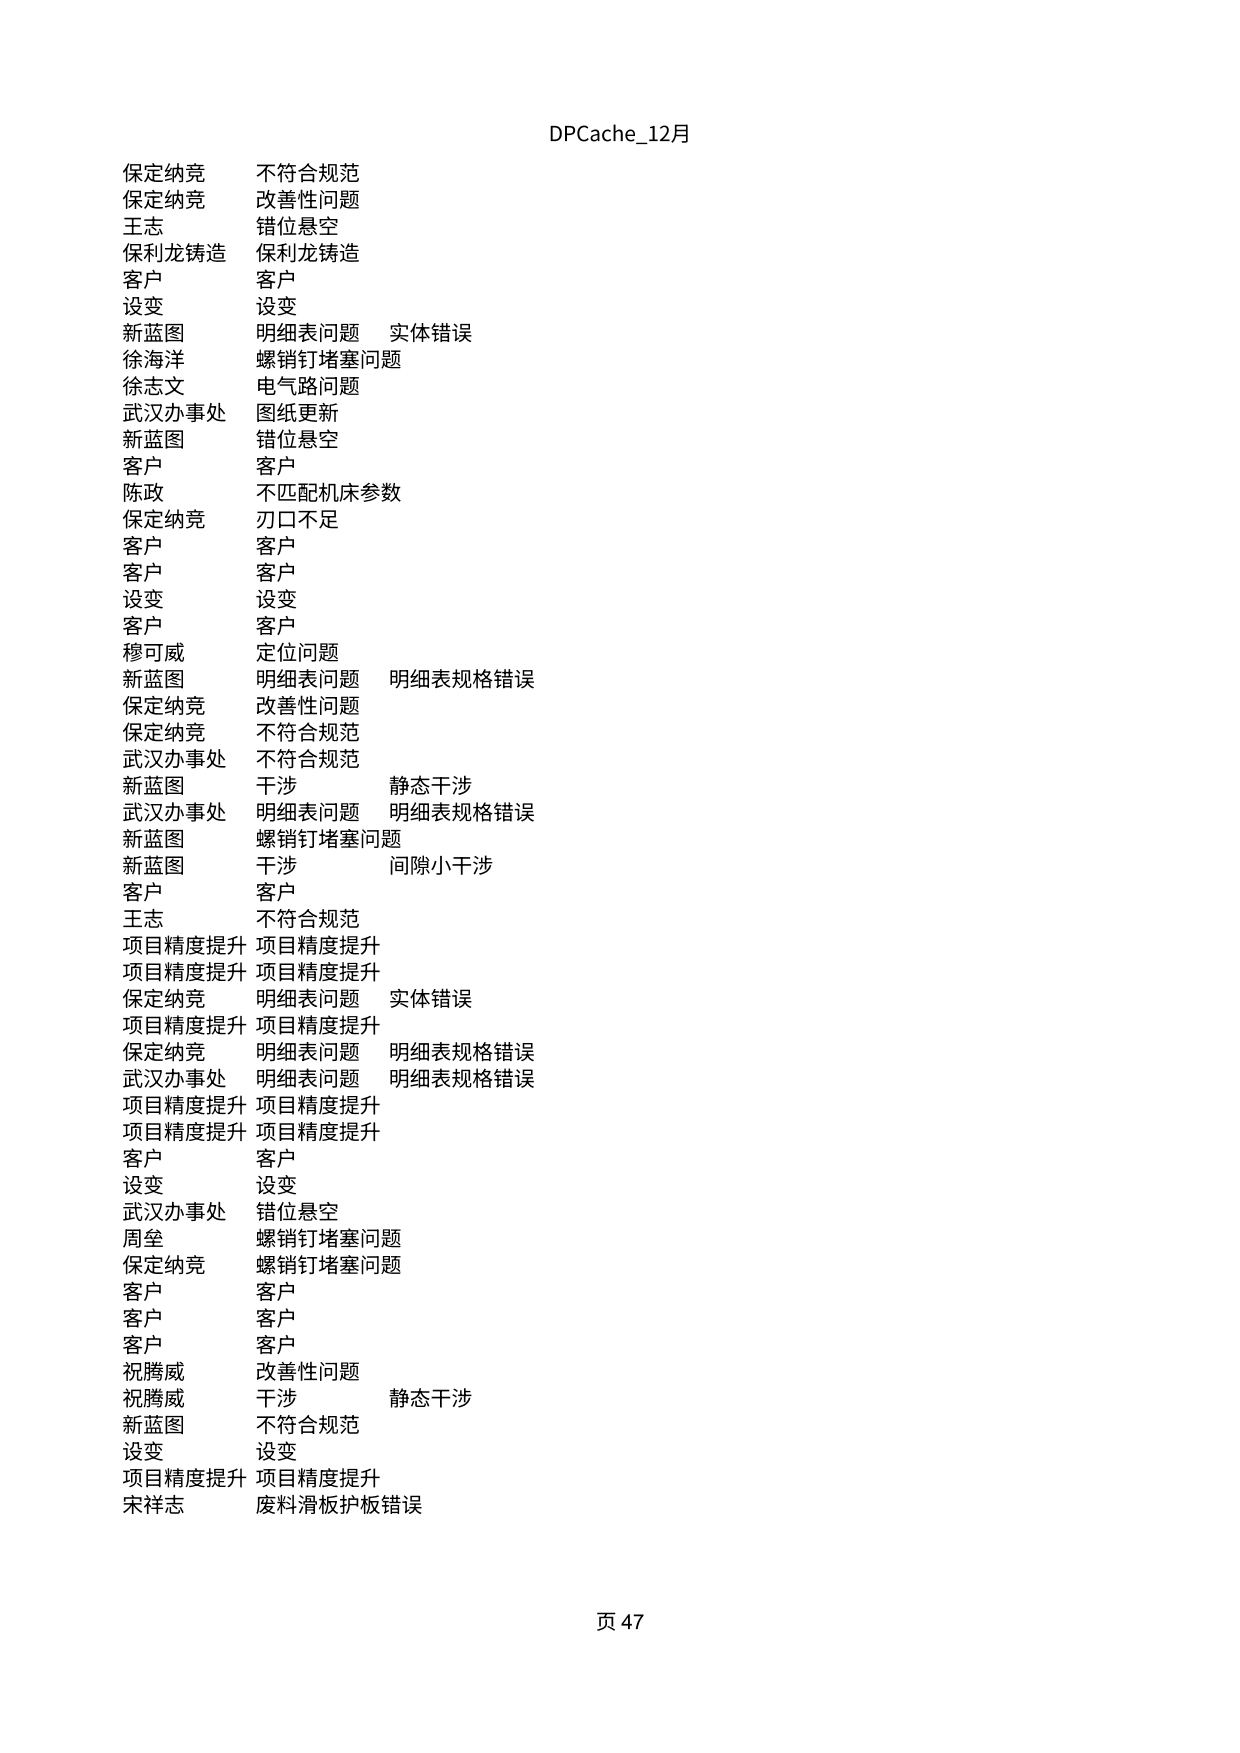 DPCache_12月
保定纳竞 不符合规范
保定纳竞 改善性问题
王志 错位悬空
保利龙铸造 保利龙铸造
客户 客户
设变 设变
新蓝图 明细表问题 实体错误
徐海洋 螺销钉堵塞问题
徐志文 电气路问题
武汉办事处 图纸更新
新蓝图 错位悬空
客户 客户
陈政 不匹配机床参数
保定纳竞 刃口不足
客户 客户
客户 客户
设变 设变
客户 客户
穆可威 定位问题
新蓝图 明细表问题 明细表规格错误
保定纳竞 改善性问题
保定纳竞 不符合规范
武汉办事处 不符合规范
新蓝图 干涉 静态干涉
武汉办事处 明细表问题 明细表规格错误
新蓝图 螺销钉堵塞问题
新蓝图 干涉 间隙小干涉
客户 客户
王志 不符合规范
项目精度提升 项目精度提升
项目精度提升 项目精度提升
保定纳竞 明细表问题 实体错误
项目精度提升 项目精度提升
保定纳竞 明细表问题 明细表规格错误
武汉办事处 明细表问题 明细表规格错误
项目精度提升 项目精度提升
项目精度提升 项目精度提升
客户 客户
设变 设变
武汉办事处 错位悬空
周垒 螺销钉堵塞问题
保定纳竞 螺销钉堵塞问题
客户 客户
客户 客户
客户 客户
祝腾威 改善性问题
祝腾威 干涉 静态干涉
新蓝图 不符合规范
设变 设变
项目精度提升 项目精度提升
宋祥志 废料滑板护板错误
页 47